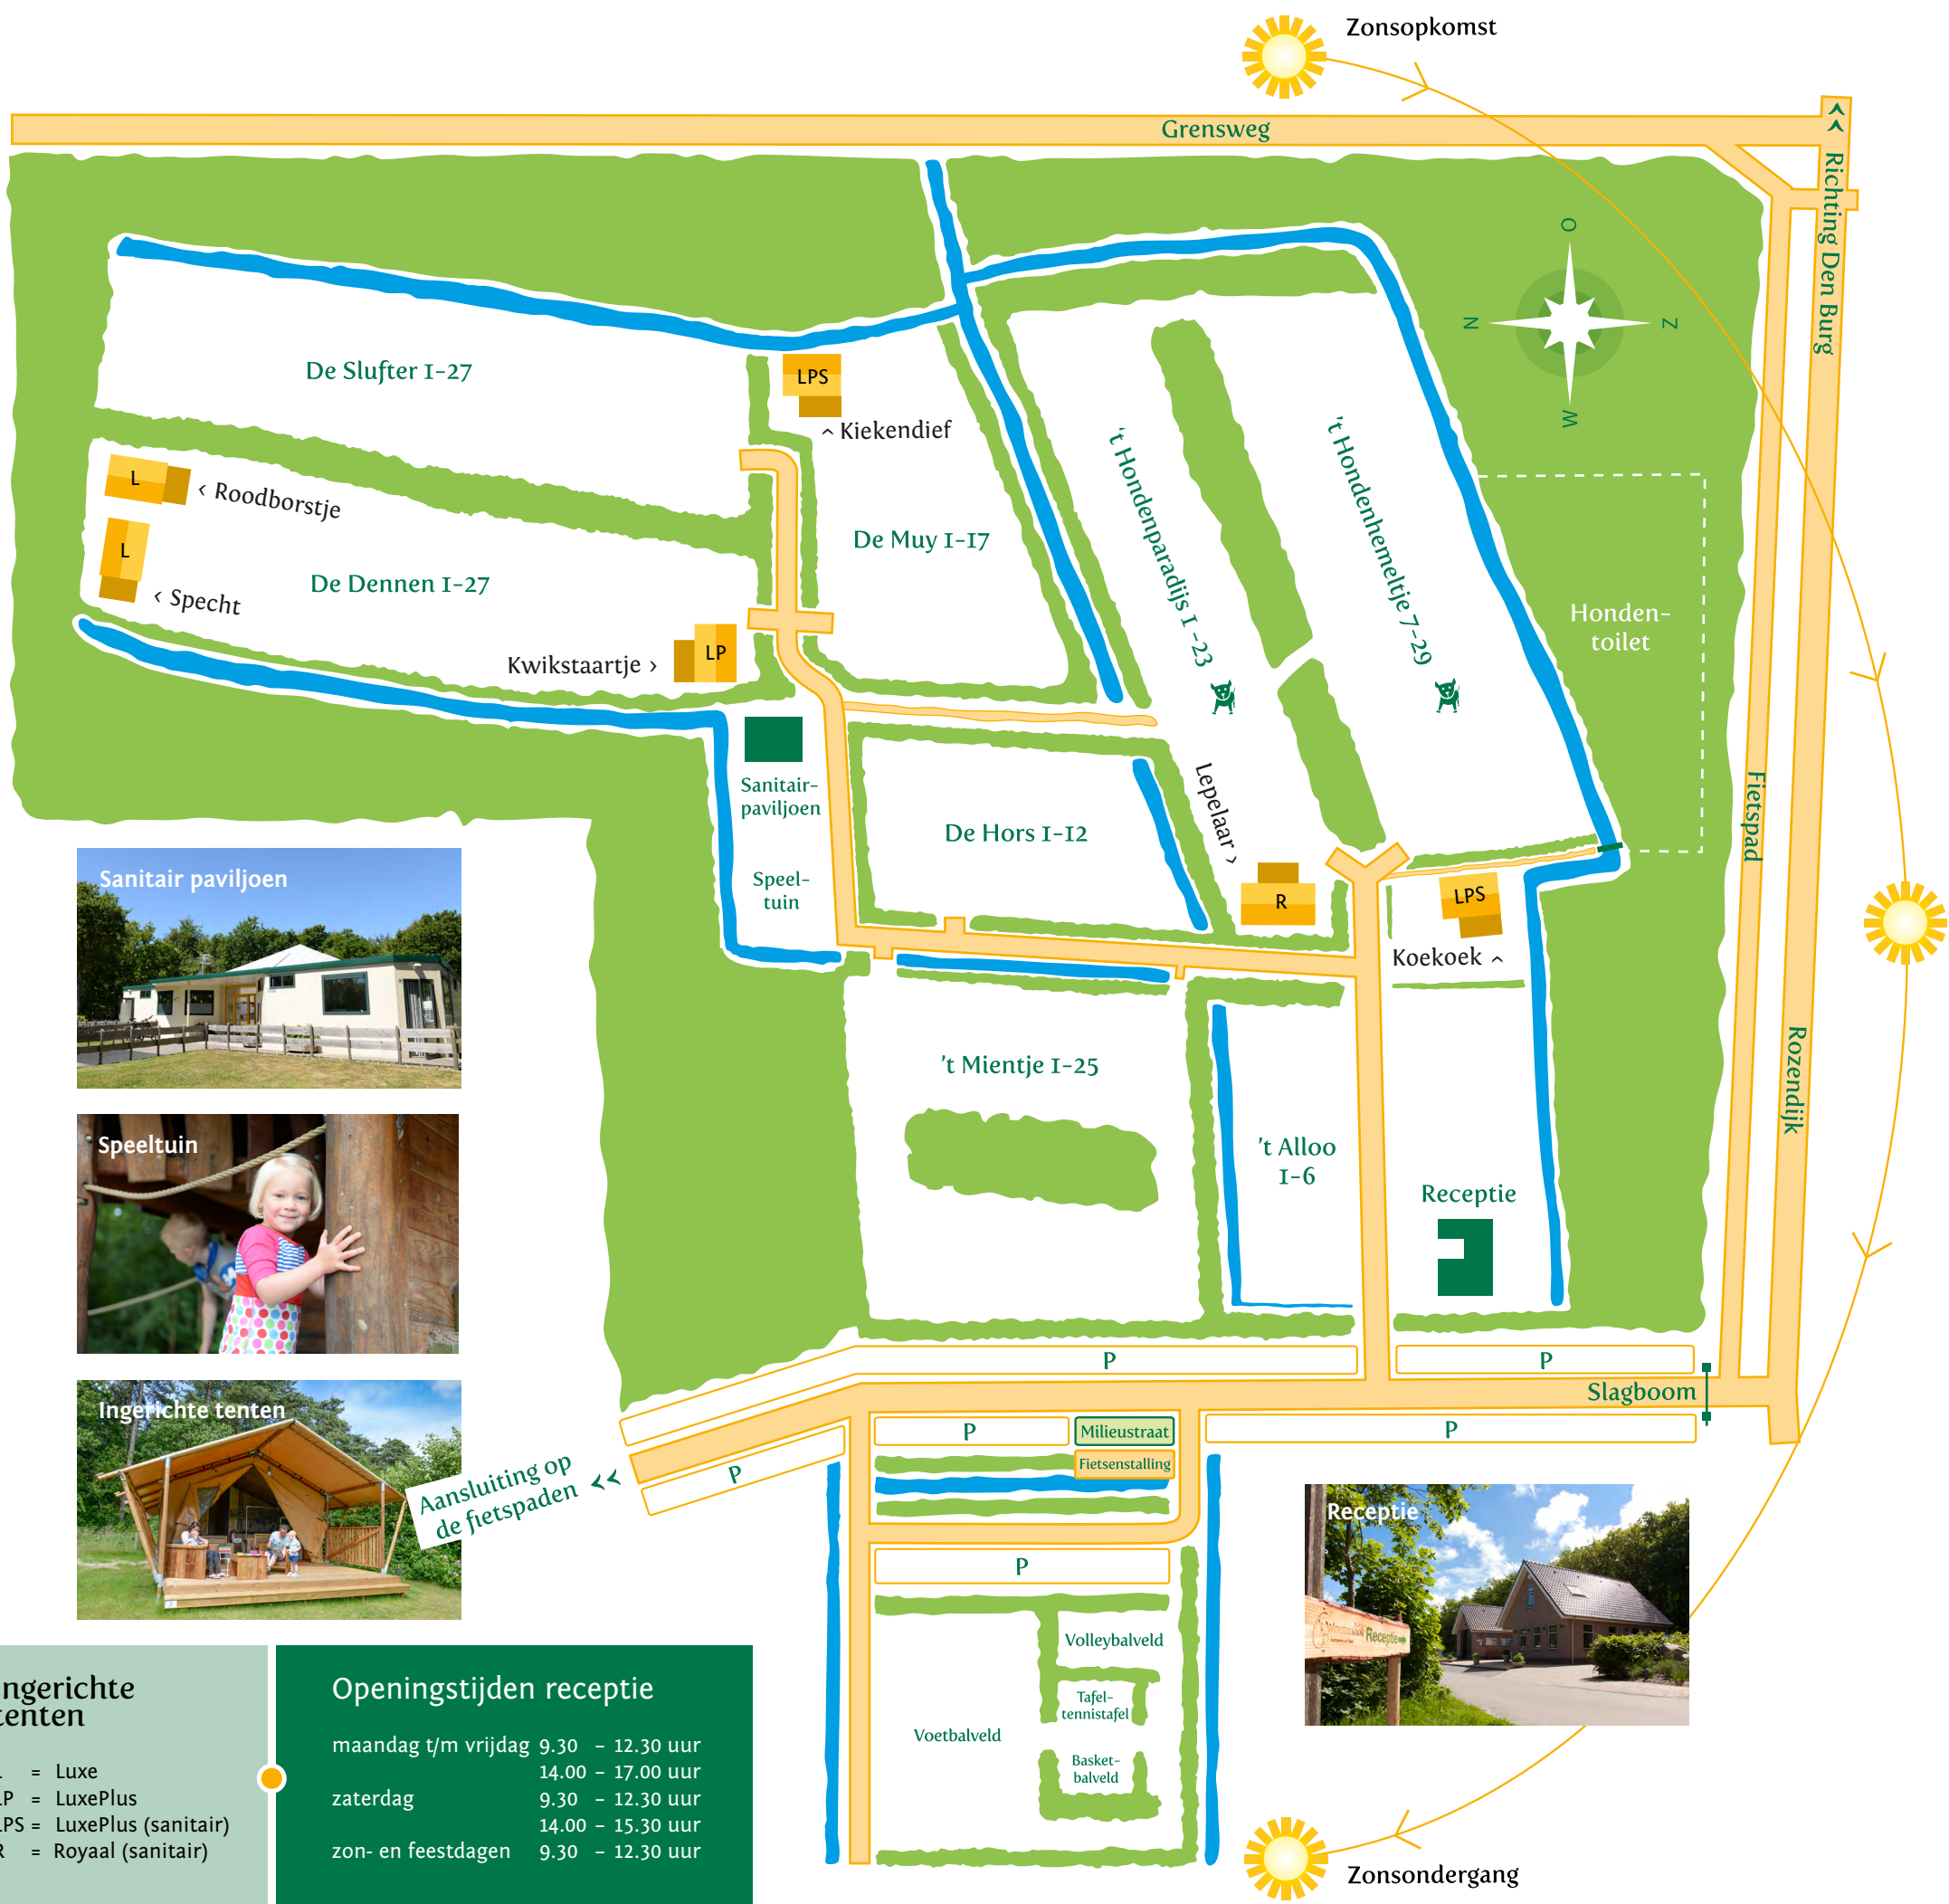 Zonsopkomst
Grensweg
Richting Den Burg
O
N
Z
W
De Slufter 1-27
LPS
^ Kiekendief
L
‹ Roodborstje
L
‹ Specht
De Dennen 1-27
De Muy 1-17
't Hondenparadijs 1-23
't Hondenhemeltje 7-29
Honden-
toilet
Kwikstaartje ›
LP
Sanitair-
paviljoen
Fietspad
Lepelaar ›
De Hors 1-12
Speel-
tuin
R
LPS
Koekoek ^
Sanitair paviljoen
Rozendijk
't Mientje 1-25
't Alloo
1-6
Receptie
Speeltuin
P
P
Slagboom
Ingerichte tenten
P
Milieustraat
P
Fietsenstalling
P
Aansluiting op
de fietspaden
P
Receptie
Receptie
Volleybalveld
Tafel-
tennistafel
Voetbalveld
Basket-
balveld
ngerichte
tenten
= Luxe
LP = LuxePlus
LPS = LuxePlus (sanitair)
R = Royaal (sanitair)
Openingstijden receptie
maandag t/m vrijdag 9.30 – 12.30 uur
14.00 – 17.00 uur
zaterdag 9.30 – 12.30 uur
14.00 – 15.30 uur
zon- en feestdagen 9.30 – 12.30 uur
Zonsondergang